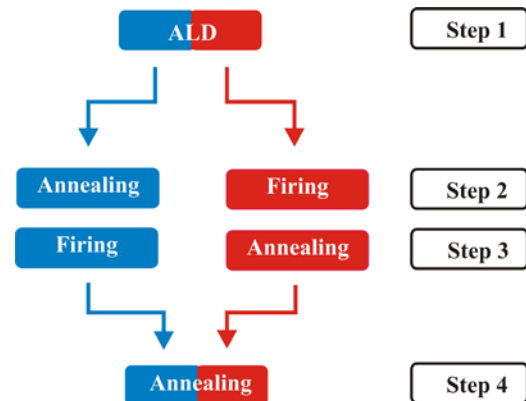 ALD
Step 1
Annealing
Firing
Step 2
Firing
Annealing
Step 3
Annealing
Step 4